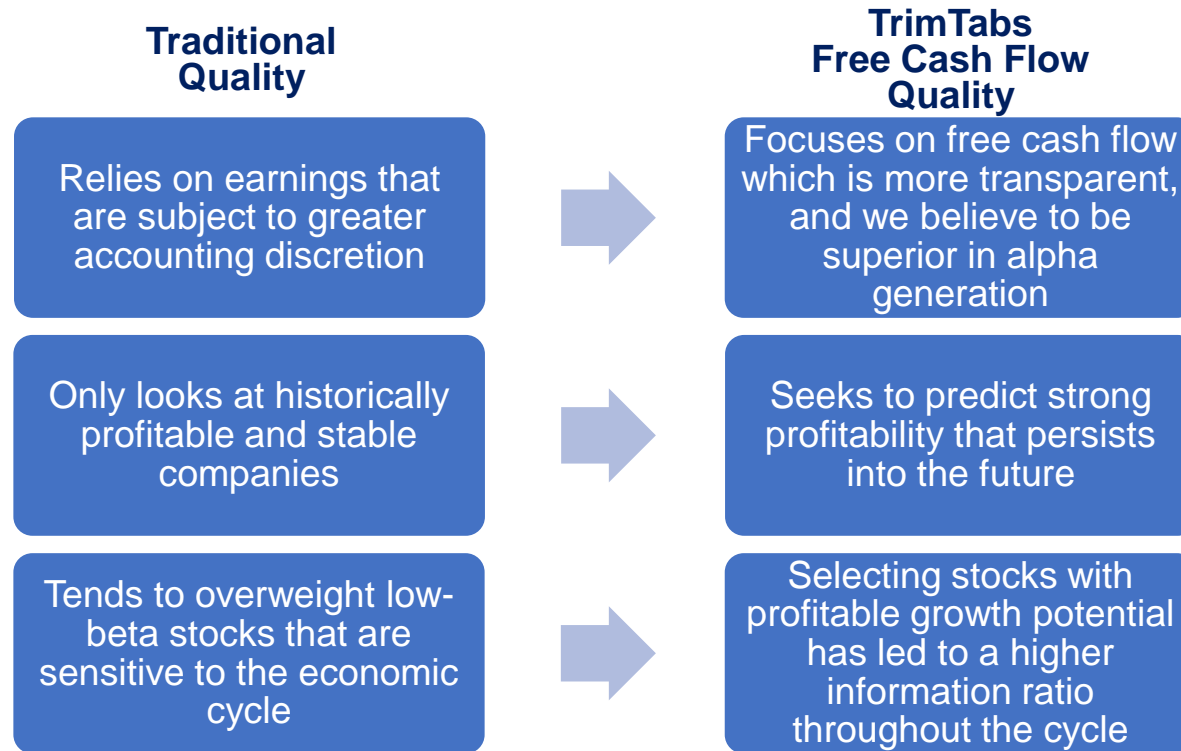 Traditional
Quality
TrimTabs
Free Cash Flow
Quality
Relies on earnings that
are subject to greater
accounting discretion
Focuses on free cash flow
which is more transparent,
and we believe to be
superior in alpha
generation
Only looks at historically
profitable and stable
companies
Seeks to predict strong
profitability that persists
into the future
Tends to overweight low-
beta stocks that are
sensitive to the economic
cycle
Selecting stocks with
profitable growth potential
has led to a higher
information ratio
throughout the cycle